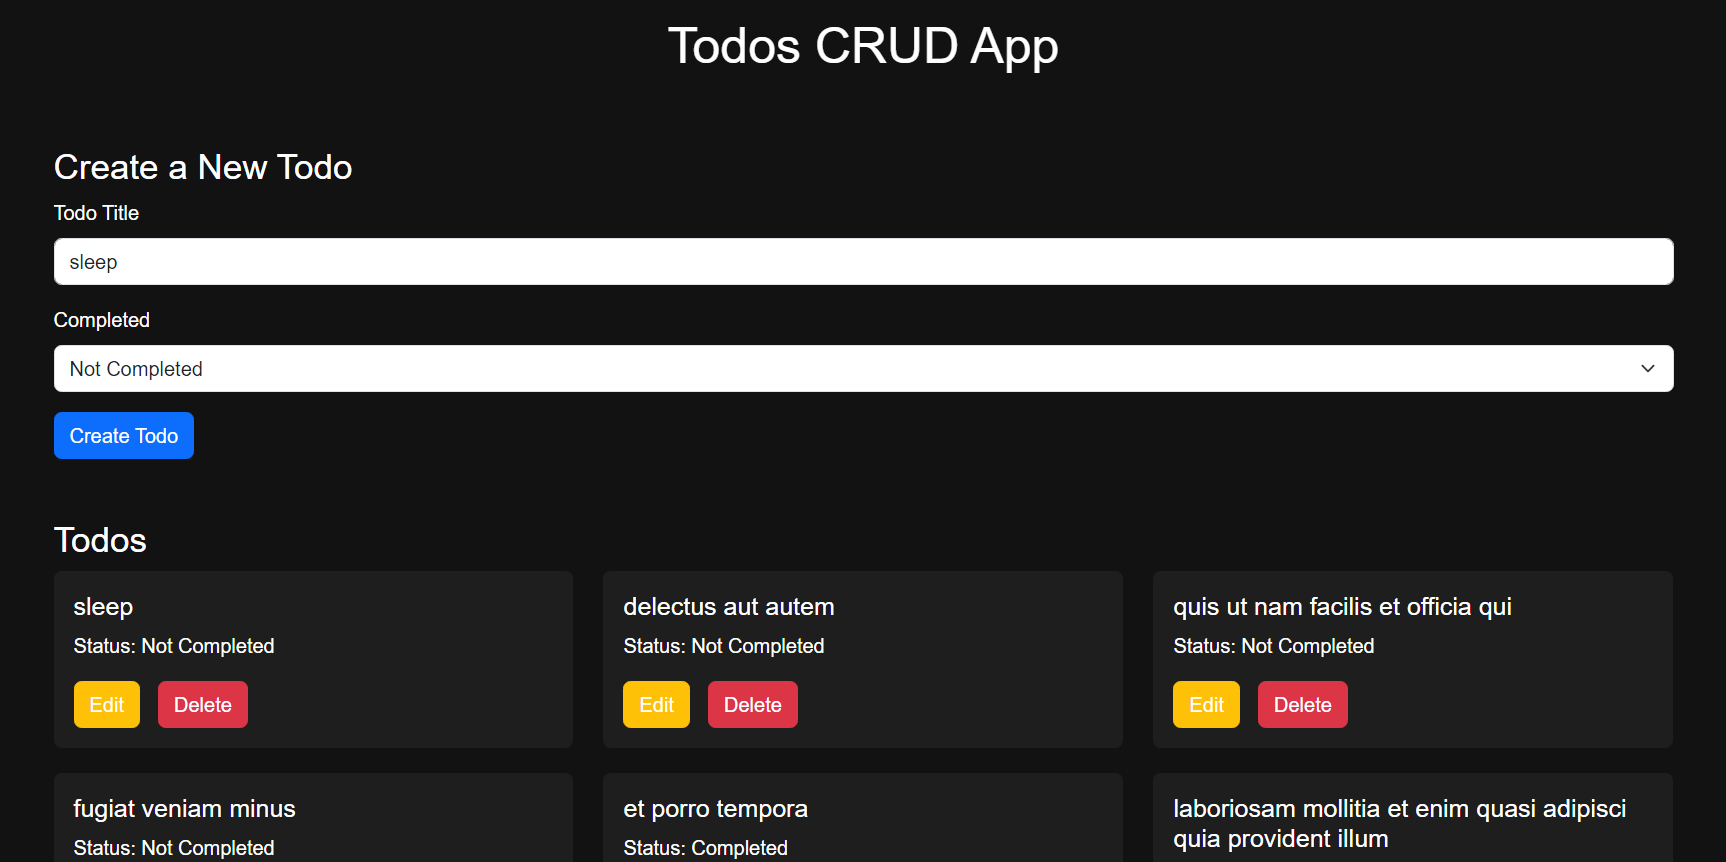 Todos CRUD App
Create a New Todo
Todo Title
sleep
Completed
Not Completed
Create Todo
Todos
sleep
Status: Not Completed
Edit Delete
delectus aut autem
Status: Not Completed
Edit Delete
quis ut nam facilis et officia qui
Status: Not Completed
Edit Delete
fugiat veniam minus
Status: Not Completed
et porro tempora
Status: Completed
laboriosam mollitia et enim quasi adipisci
quia provident illum